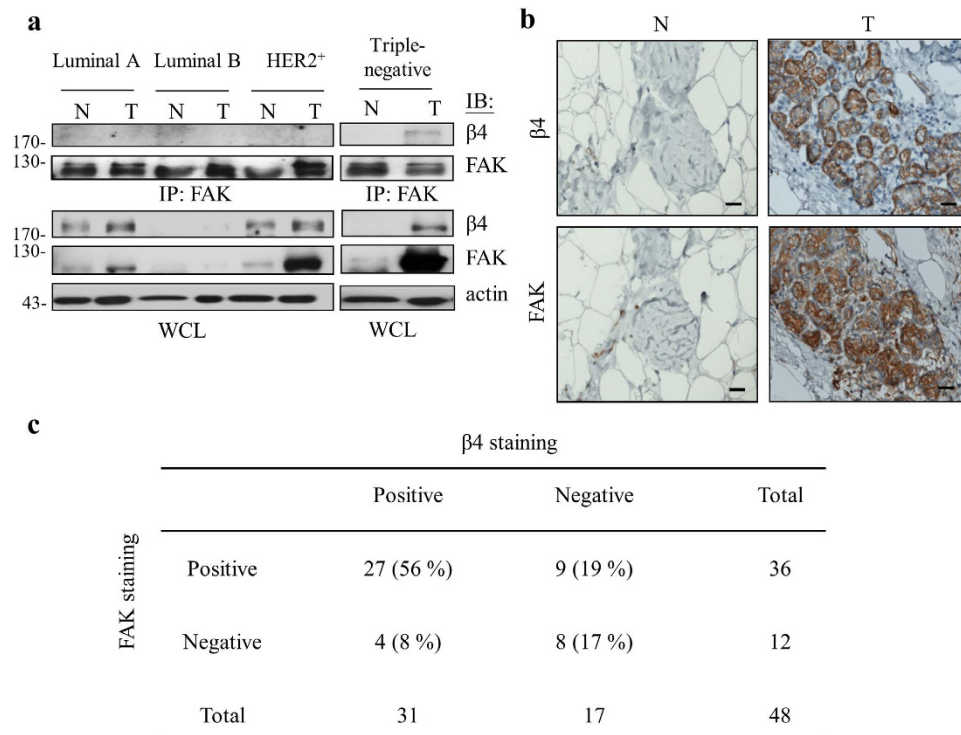 a
Luminal A Luminal B HER2⁺ Triple-negative
N T N T N T N T IB:
170- β4
130- FAK
IP: FAK IP: FAK
170- β4
130- FAK
43- actin
WCL WCL
b
N T
β4
FAK
c
β4 staining
Positive Negative Total
FAK staining
Positive 27 (56 %) 9 (19 %) 36
Negative 4 (8 %) 8 (17 %) 12
Total 31 17 48